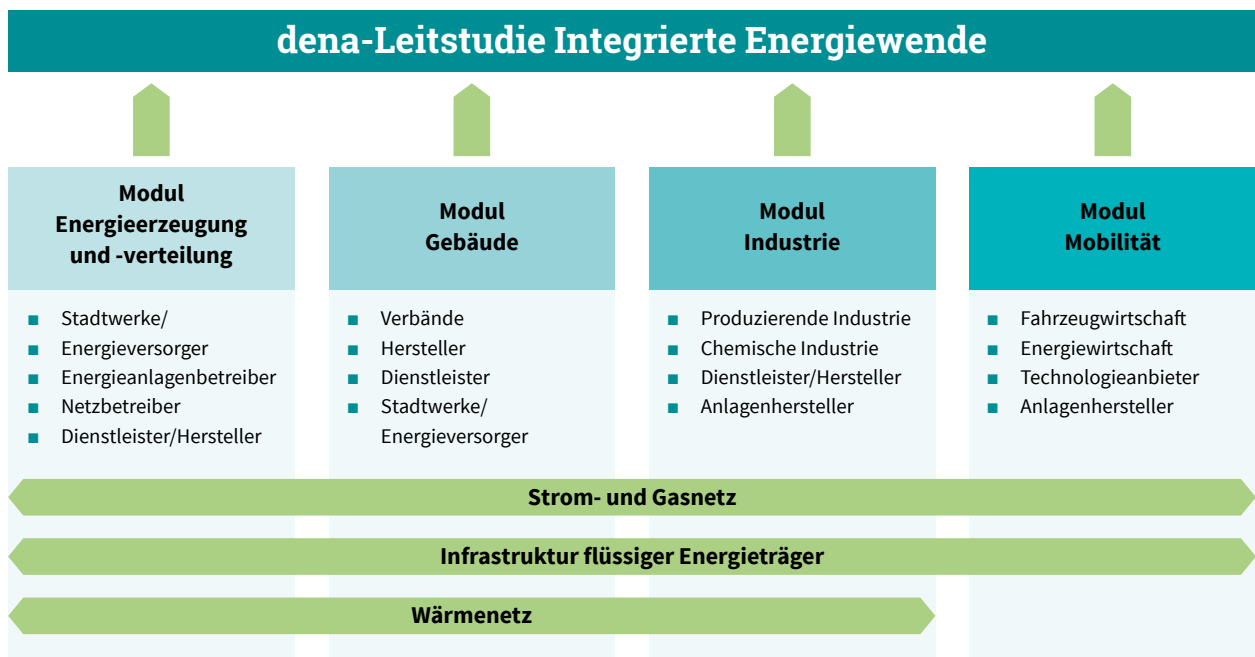 dena-Leitstudie Integrierte Energiewende
Modul
Energieerzeugung
und -verteilung
Stadtwerke/
Energieversorger
Energieanlagenbetreiber
Netzbetreiber
Dienstleister/Hersteller
Modul
Gebäude
Verbände
Hersteller
Dienstleister
Stadtwerke/
Energieversorger
Modul
Industrie
Produzierende Industrie
Chemische Industrie
Dienstleister/Hersteller
Anlagenhersteller
Modul
Mobilität
Fahrzeugwirtschaft
Energiewirtschaft
Technologieanbieter
Anlagenhersteller
Strom- und Gasnetz
Infrastruktur flüssiger Energieträger
Wärmenetz